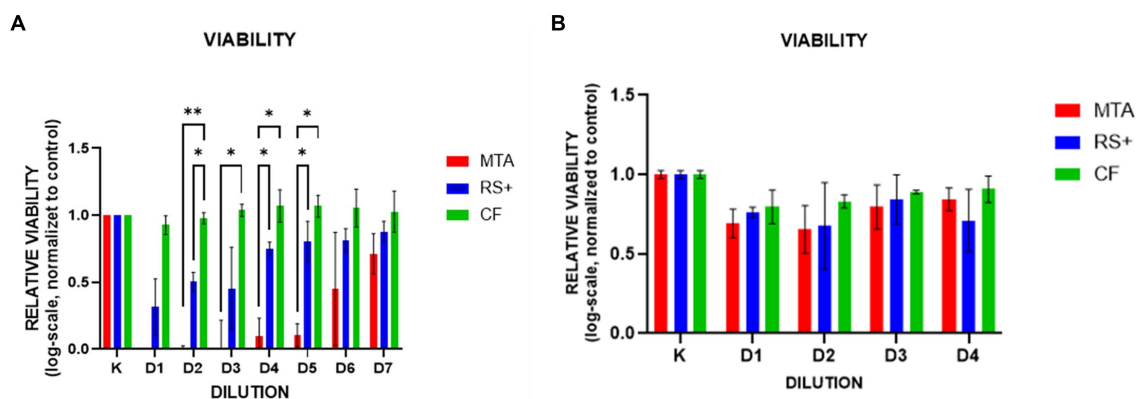 A
VIABILITY
RELATIVE VIABILITY
(log-scale, normalized to control)
1.5
1.0
0.5
0.0
** * * * * * *
K D1 D2 D3 D4 D5 D6 D7
DILUTION
MTA
RS+
CF
B
VIABILITY
RELATIVE VIABILITY
(log-scale, normalized to control)
1.5
1.0
0.5
0.0
K D1 D2 D3 D4
DILUTION
MTA
RS+
CF